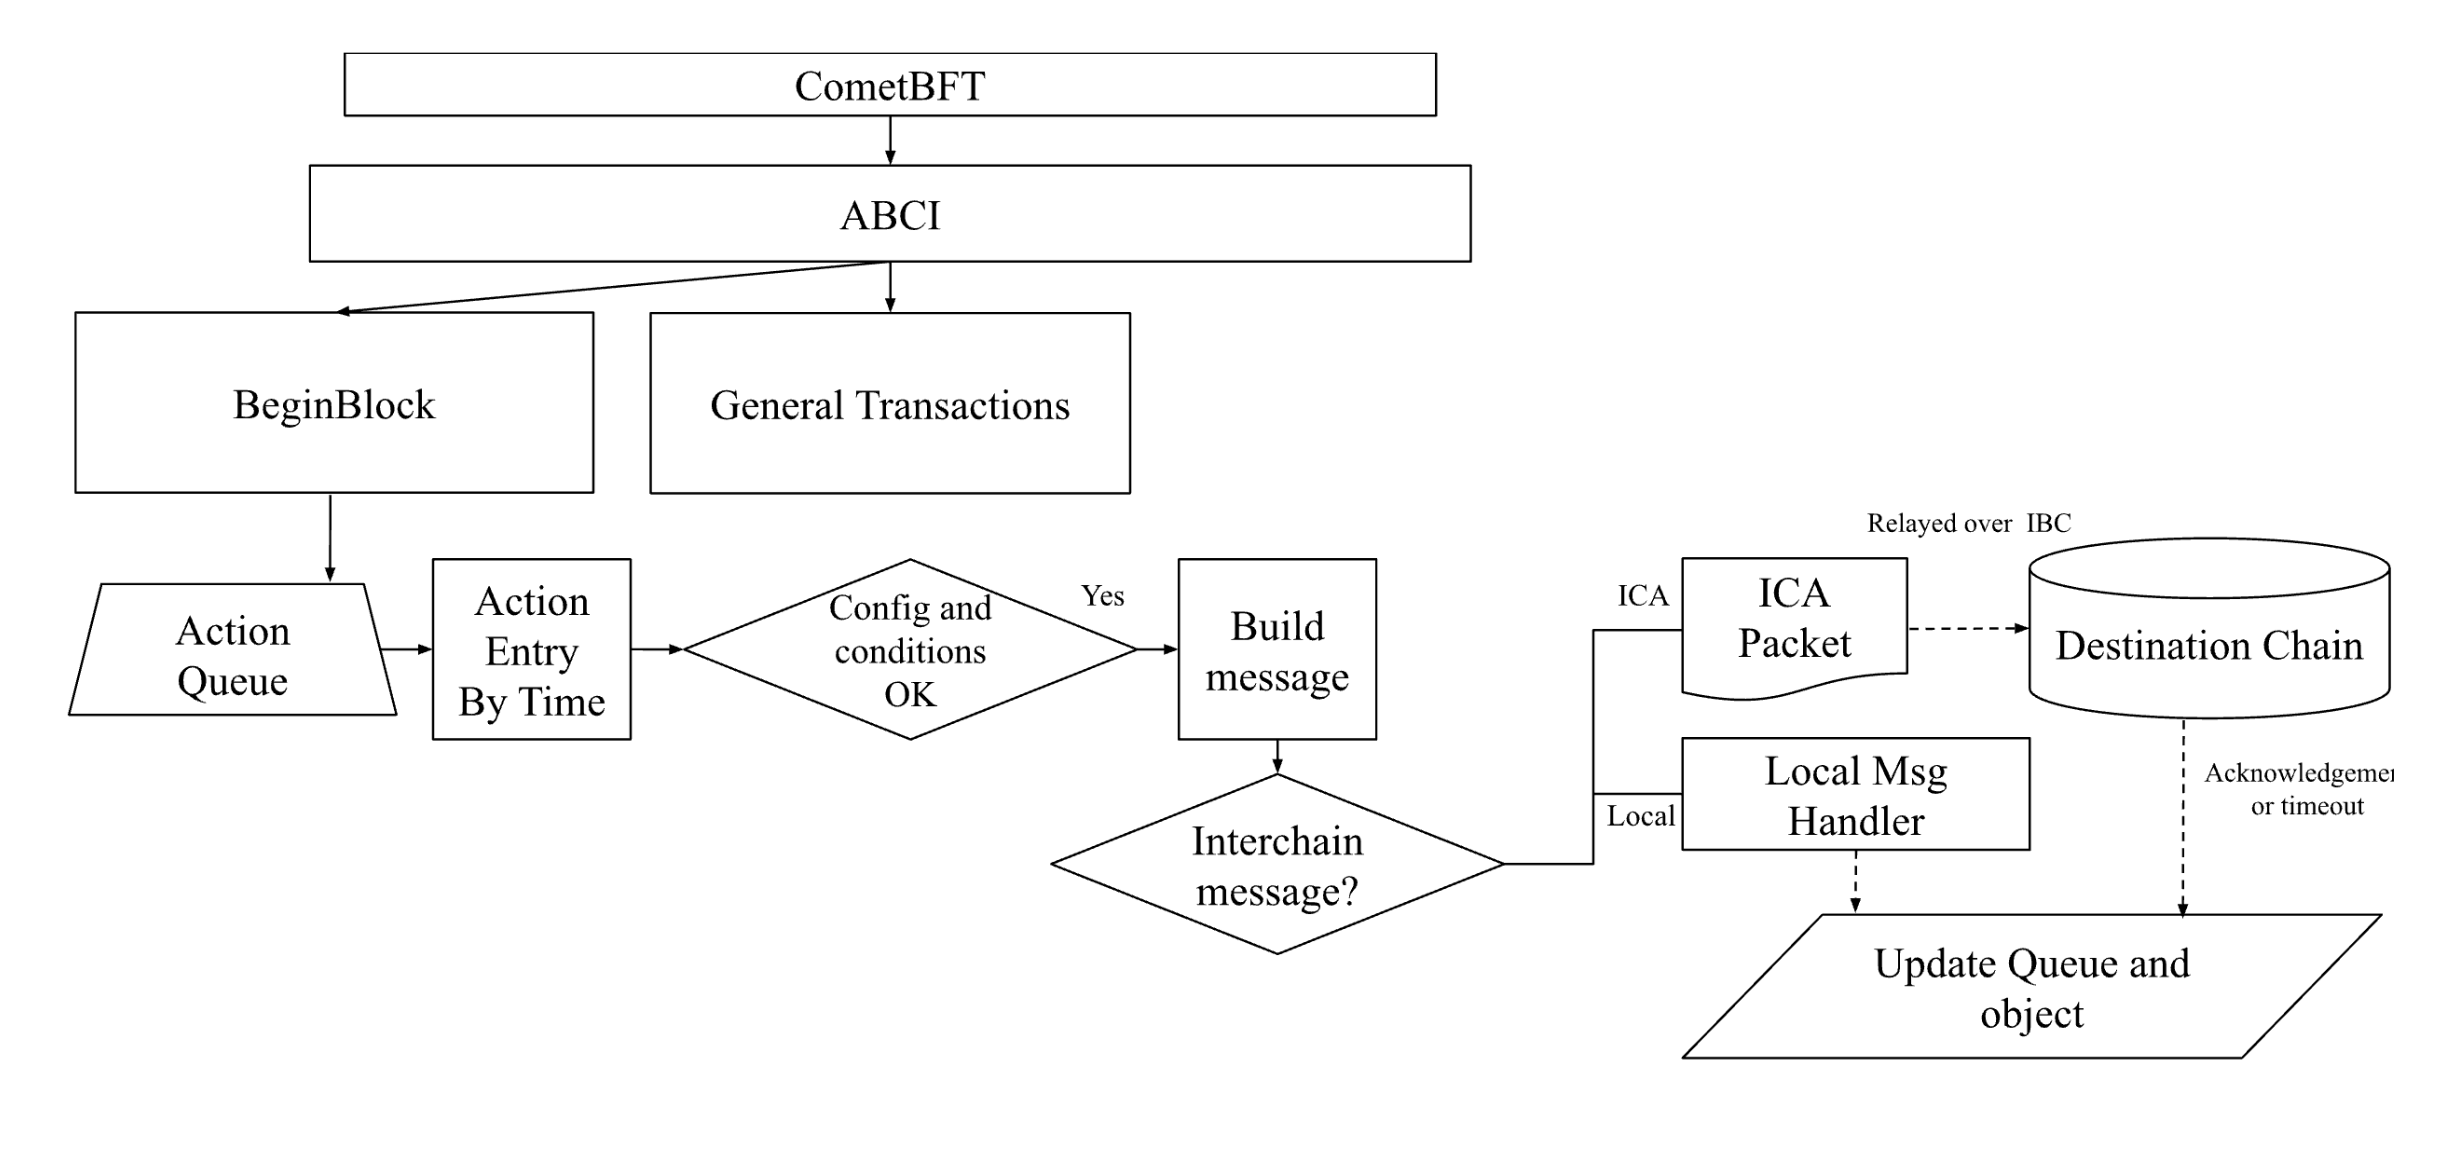 CometBFT
ABCI
BeginBlock
General Transactions
Action
Queue
Action
Entry
By Time
Config and
conditions
OK
Yes
Build
message
Interchain
message?
ICA
Local
ICA
Packet
Relayed over IBC
Destination Chain
Local Msg
Handler
Acknowledgemen
or timeout
Update Queue and
object